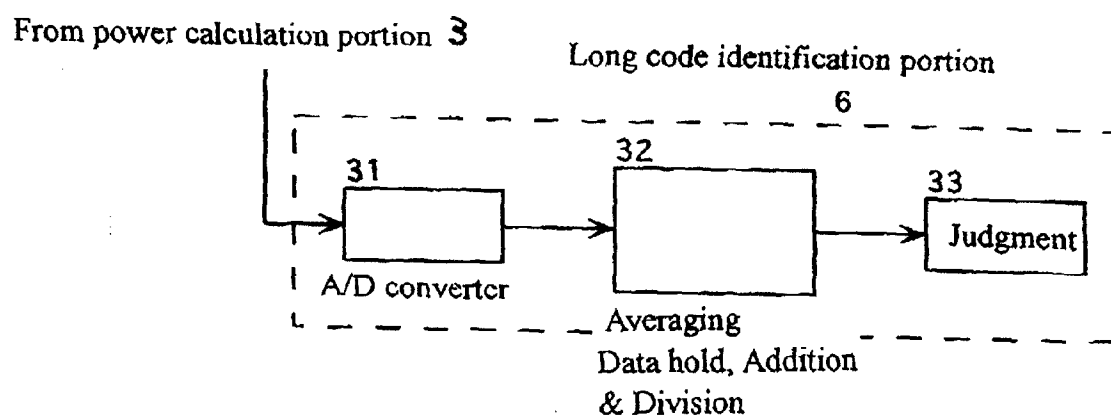 From power calculation portion 3
Long code identification portion
6
31
32
33
Judgment
A/D converter
Averaging
Data hold, Addition
& Division